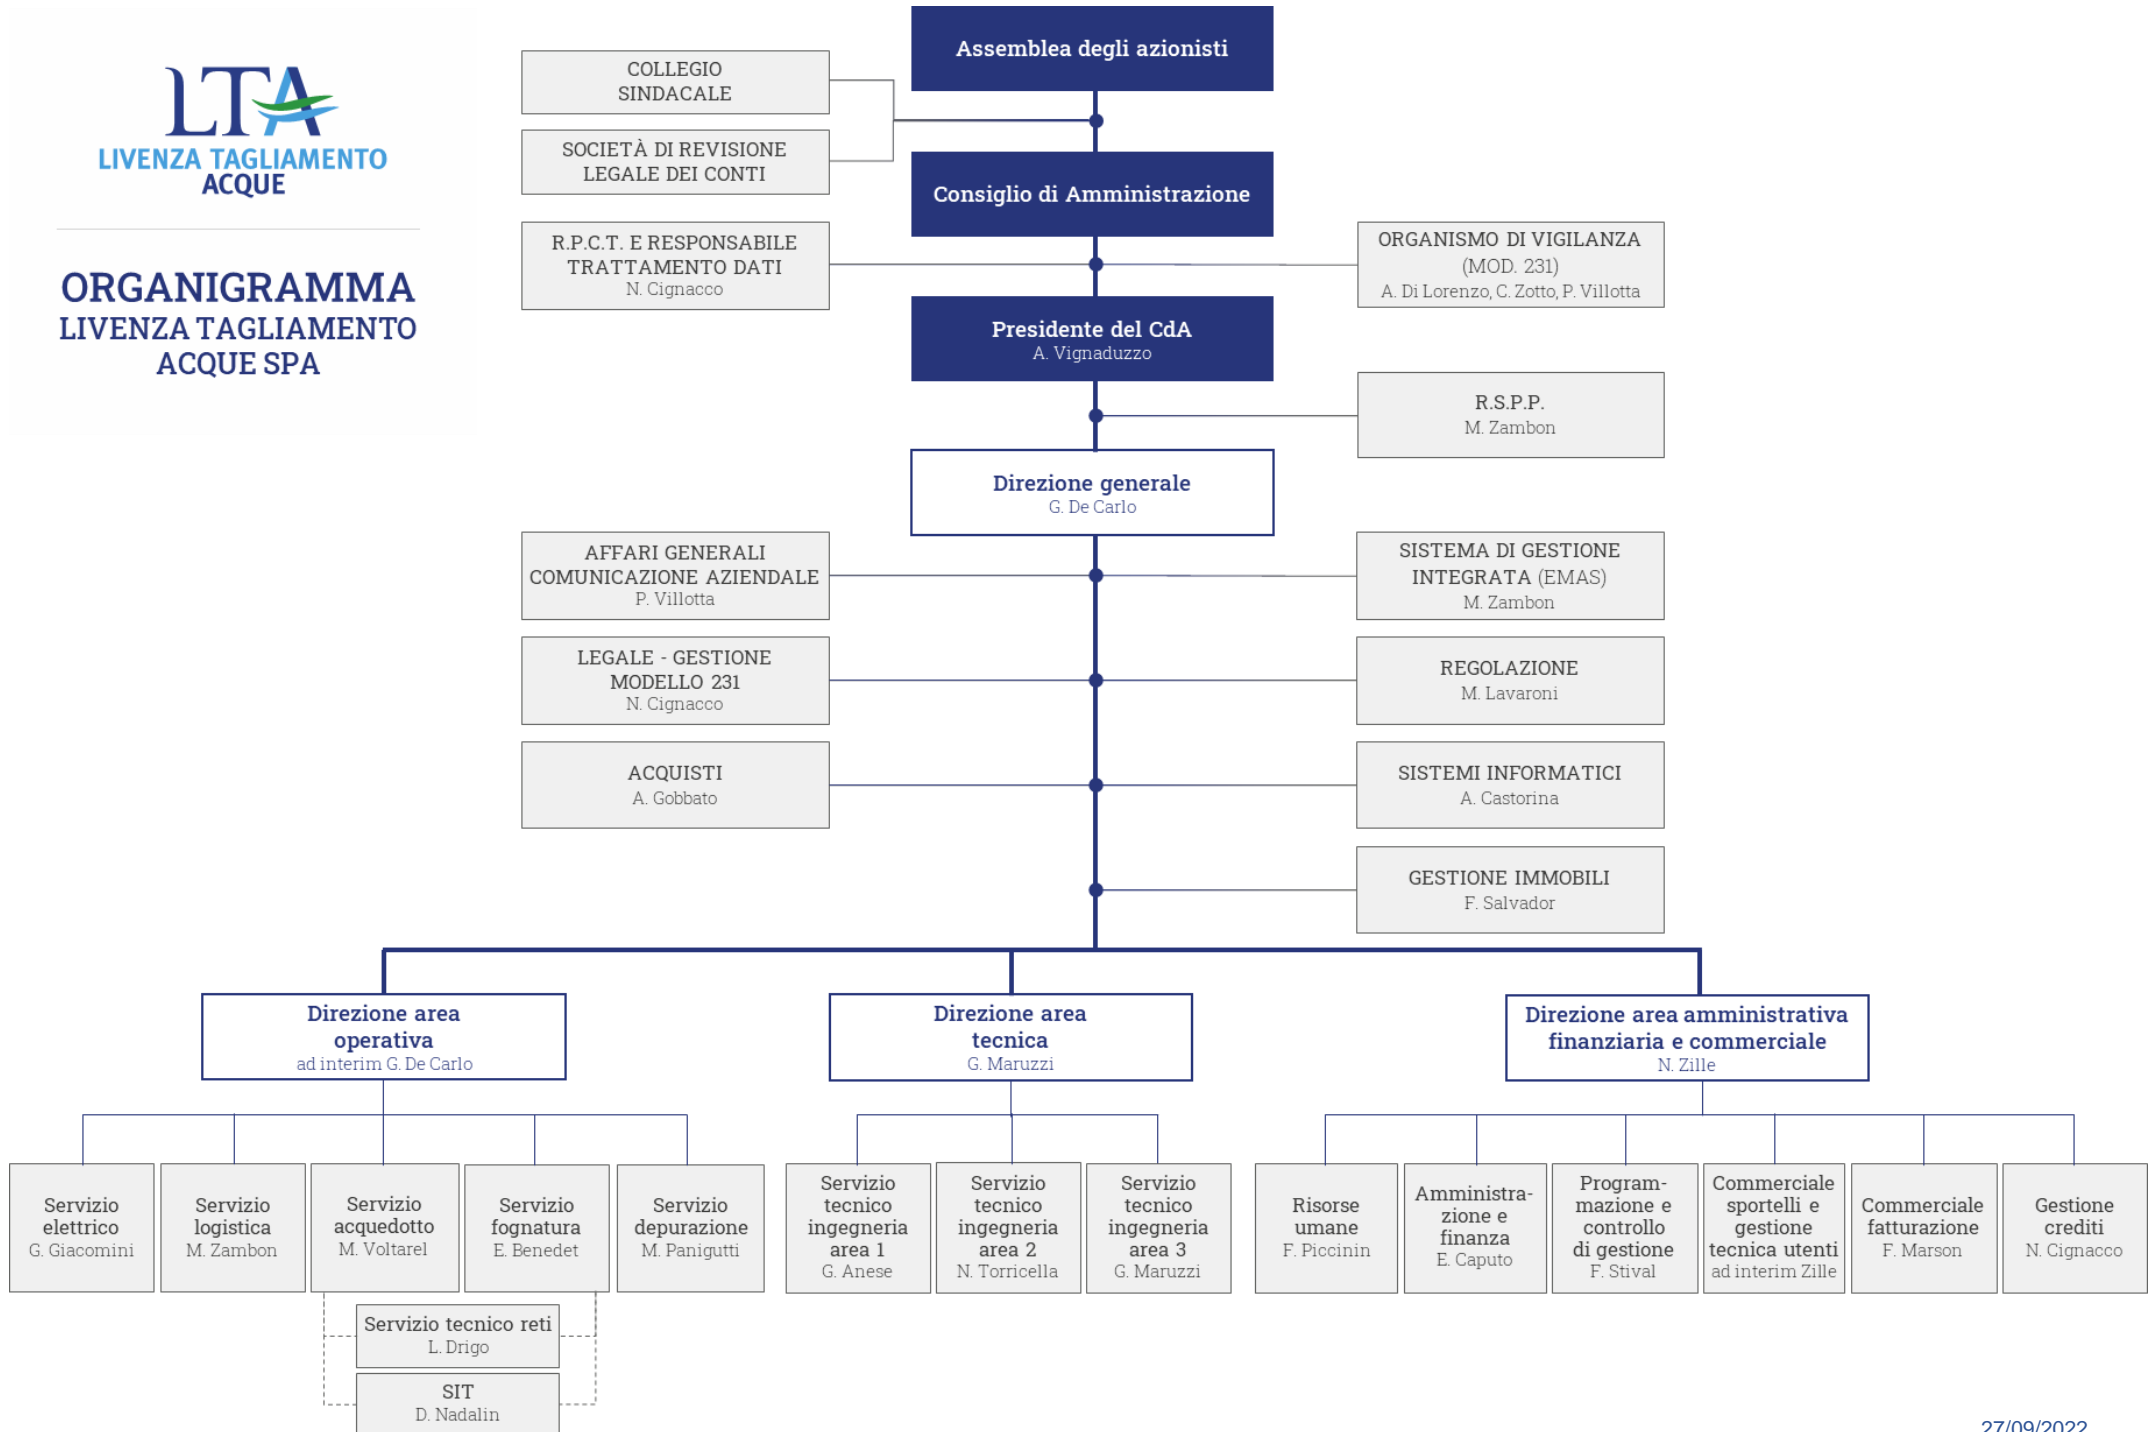 LTA
LIVENZA TAGLIAMENTO
ACQUE
ORGANIGRAMMA
LIVENZA TAGLIAMENTO
ACQUE SPA
Assemblea degli azionisti
COLLEGIO
SINDACALE
SOCIETÀ DI REVISIONE
LEGALE DEI CONTI
Consiglio di Amministrazione
R.P.C.T. E RESPONSABILE
TRATTAMENTO DATI
N. Cignacco
ORGANISMO DI VIGILANZA
(MOD. 231)
A. Di Lorenzo, C. Zotto, P. Villotta
Presidente del CdA
A. Vignaduzzo
R.S.P.P.
M. Zambon
Direzione generale
G. De Carlo
AFFARI GENERALI
COMUNICAZIONE AZIENDALE
P. Villotta
SISTEMA DI GESTIONE
INTEGRATA (EMAS)
M. Zambon
LEGALE - GESTIONE
MODELLO 231
N. Cignacco
REGOLAZIONE
M. Lavaroni
ACQUISTI
A. Gobbato
SISTEMI INFORMATICI
A. Castorina
GESTIONE IMMOBILI
F. Salvador
Direzione area
operativa
ad interim G. De Carlo
Direzione area
tecnica
G. Maruzzi
Direzione area amministrativa
finanziaria e commerciale
N. Zille
Servizio
elettrico
G. Giacomini
Servizio
logistica
M. Zambon
Servizio
acquedotto
M. Voltarel
Servizio
fognatura
E. Benedet
Servizio
depurazione
M. Panigutti
Servizio
tecnico
ingegneria
area 1
G. Anese
Servizio
tecnico
ingegneria
area 2
N. Torricella
Servizio
tecnico
ingegneria
area 3
G. Maruzzi
Risorse
umane
F. Piccinin
Amministra-
zione e
finanza
E. Caputo
Program-
mazione e
controllo
di gestione
F. Stival
Commerciale
sportelli e
gestione
tecnica utenti
ad interim Zille
Commerciale
fatturazione
F. Marson
Gestione
crediti
N. Cignacco
Servizio tecnico reti
L. Drigo
SIT
D. Nadalin
27/09/2022